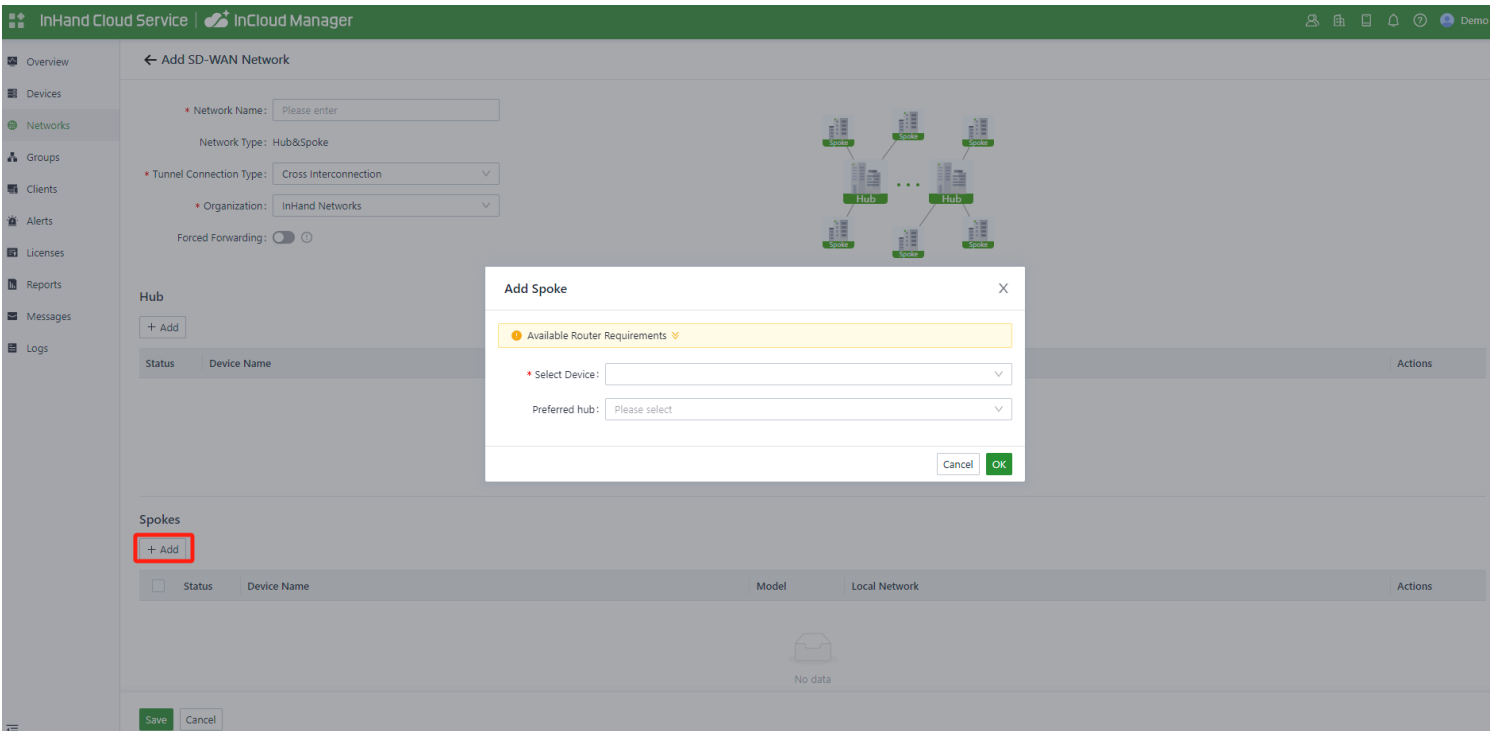 InHand Cloud Service | InCloud Manager
Demo
Overview
Devices
Networks
Groups
Clients
Alerts
Licenses
Reports
Messages
Logs
← Add SD-WAN Network
* Network Name: Please enter
Network Type: Hub&Spoke
* Tunnel Connection Type: Cross Interconnection
* Organization: InHand Networks
Forced Forwarding:
Spoke
Spoke
Spoke
Hub
...
Hub
Spoke
Spoke
Spoke
Hub
+ Add
Status Device Name Actions
Add Spoke
Available Router Requirements
* Select Device:
Preferred hub: Please select
Cancel OK
Spokes
+ Add
Status Device Name Model Local Network Actions
No data
Save Cancel